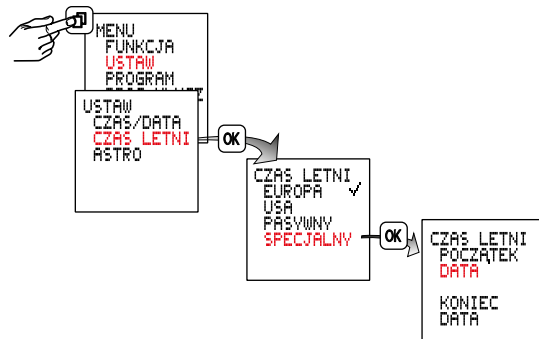 MENU
FUNKCJA
USTAW
PROGRAM
USTAW
CZAS/DATA
CZAS LETNI
ASTRO
OK
CZAS LETNI
EUROPA ✓
USA
PASYWNY
SPECJALNY
OK
CZAS LETNI
POCZĄTEK
DATA
KONIEC
DATA